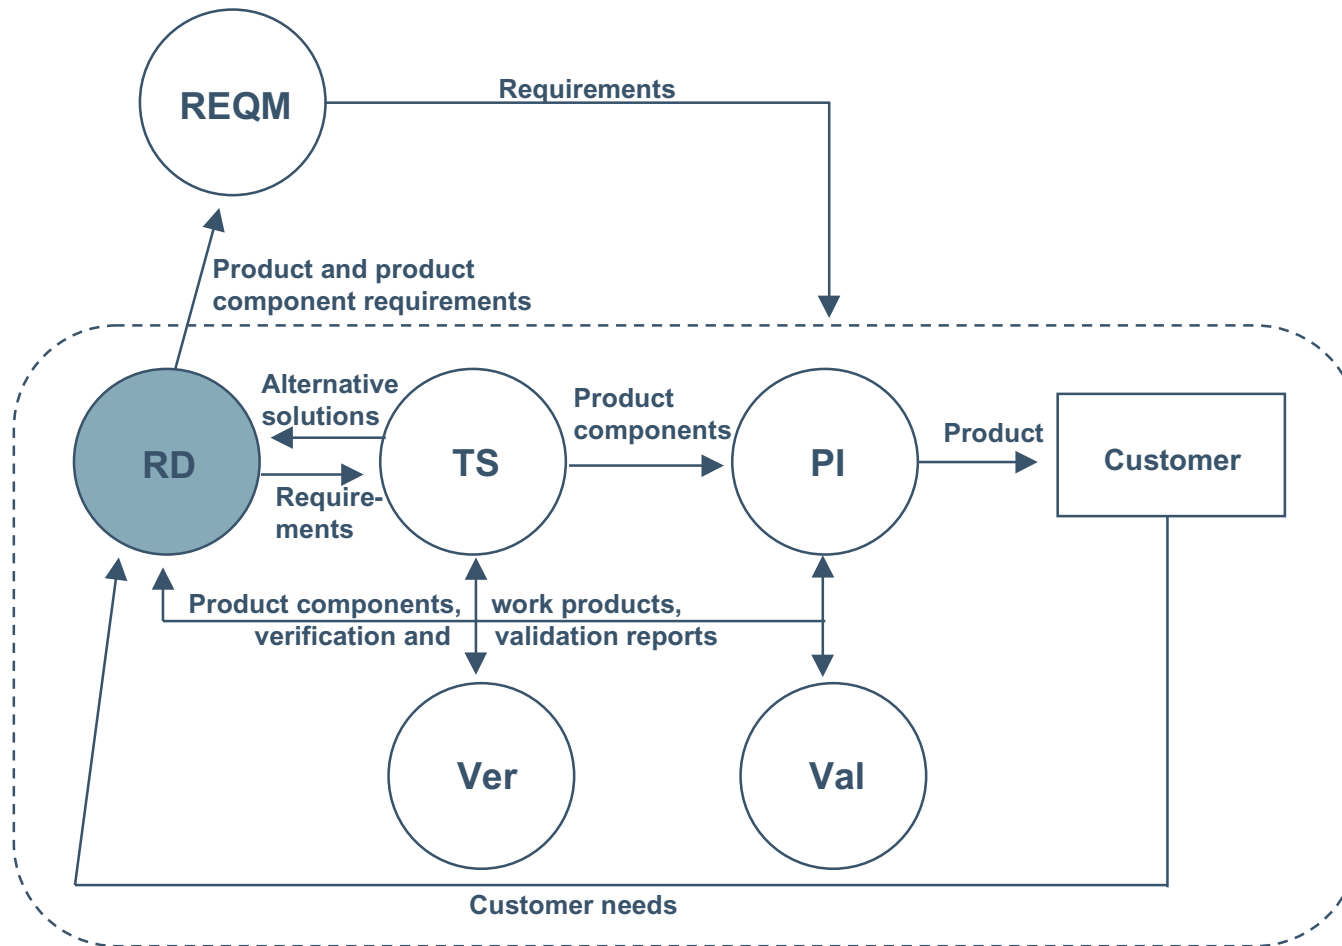 REQM
Requirements
Product and product
component requirements
Alternative
solutions
Product
components
Product
RD
TS
PI
Customer
Require-
ments
Product components, work products,
verification and validation reports
Ver
Val
Customer needs